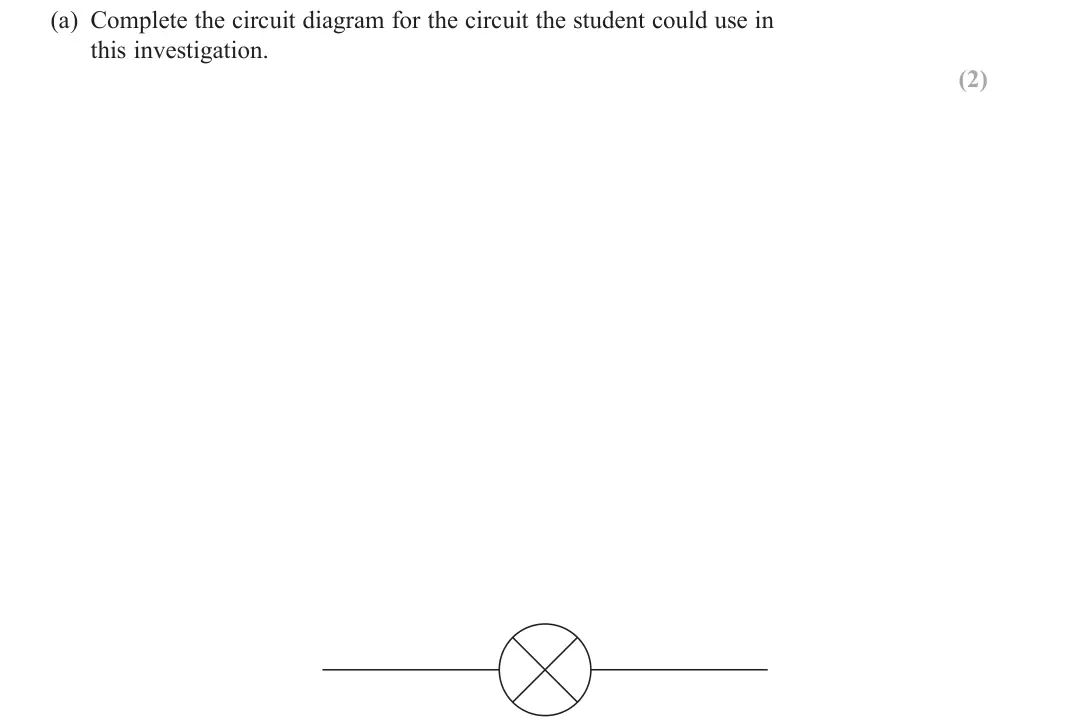 (a) Complete the circuit diagram for the circuit the student could use in
this investigation.
(2)